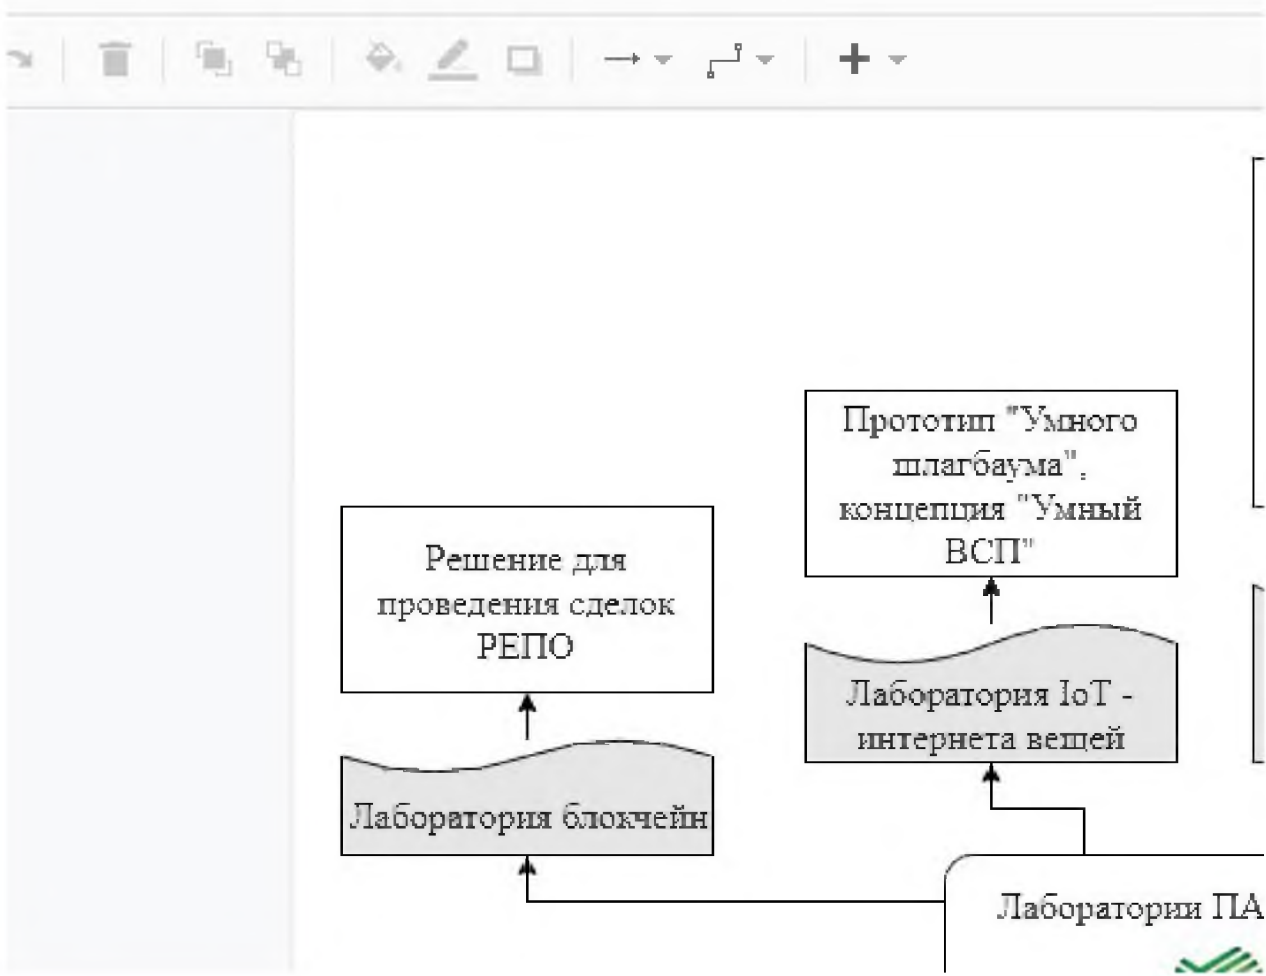 Прототип "Умного
шлагбаума",
концепция "Умный
ВСП"
Решение для
проведения сделок
РЕПО
Лаборатория IoT -
интернета вещей
Лаборатория блокчейн
Лаборатории ПА